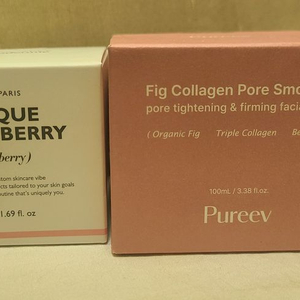 PARIS
QUE
BERRY
berry)
stom skincare vibe
cts tailored to your skin goals
outine that's uniquely you.
1.69 fl. oz
Fig Collagen Pore Smo
pore tightening & firming facia
( Organic Fig Triple Collagen Be
100mL / 3.38 fl.oz.
Pureev